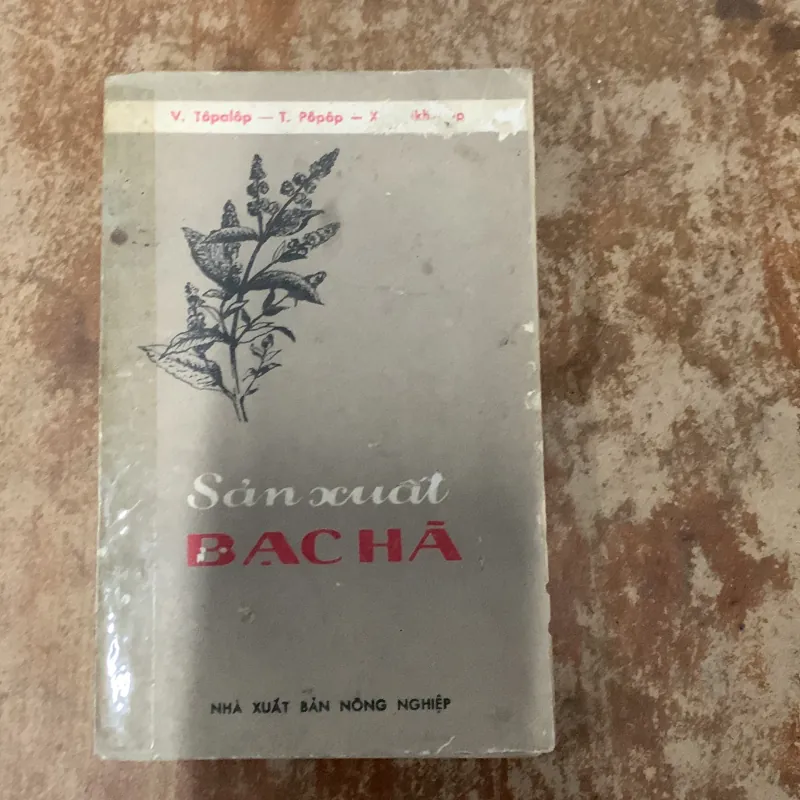 V. Tôpalôp — T. Pôpôp — X.
Sản xuất
BẠC HÀ
NHÀ XUẤT BẢN NÔNG NGHIỆP